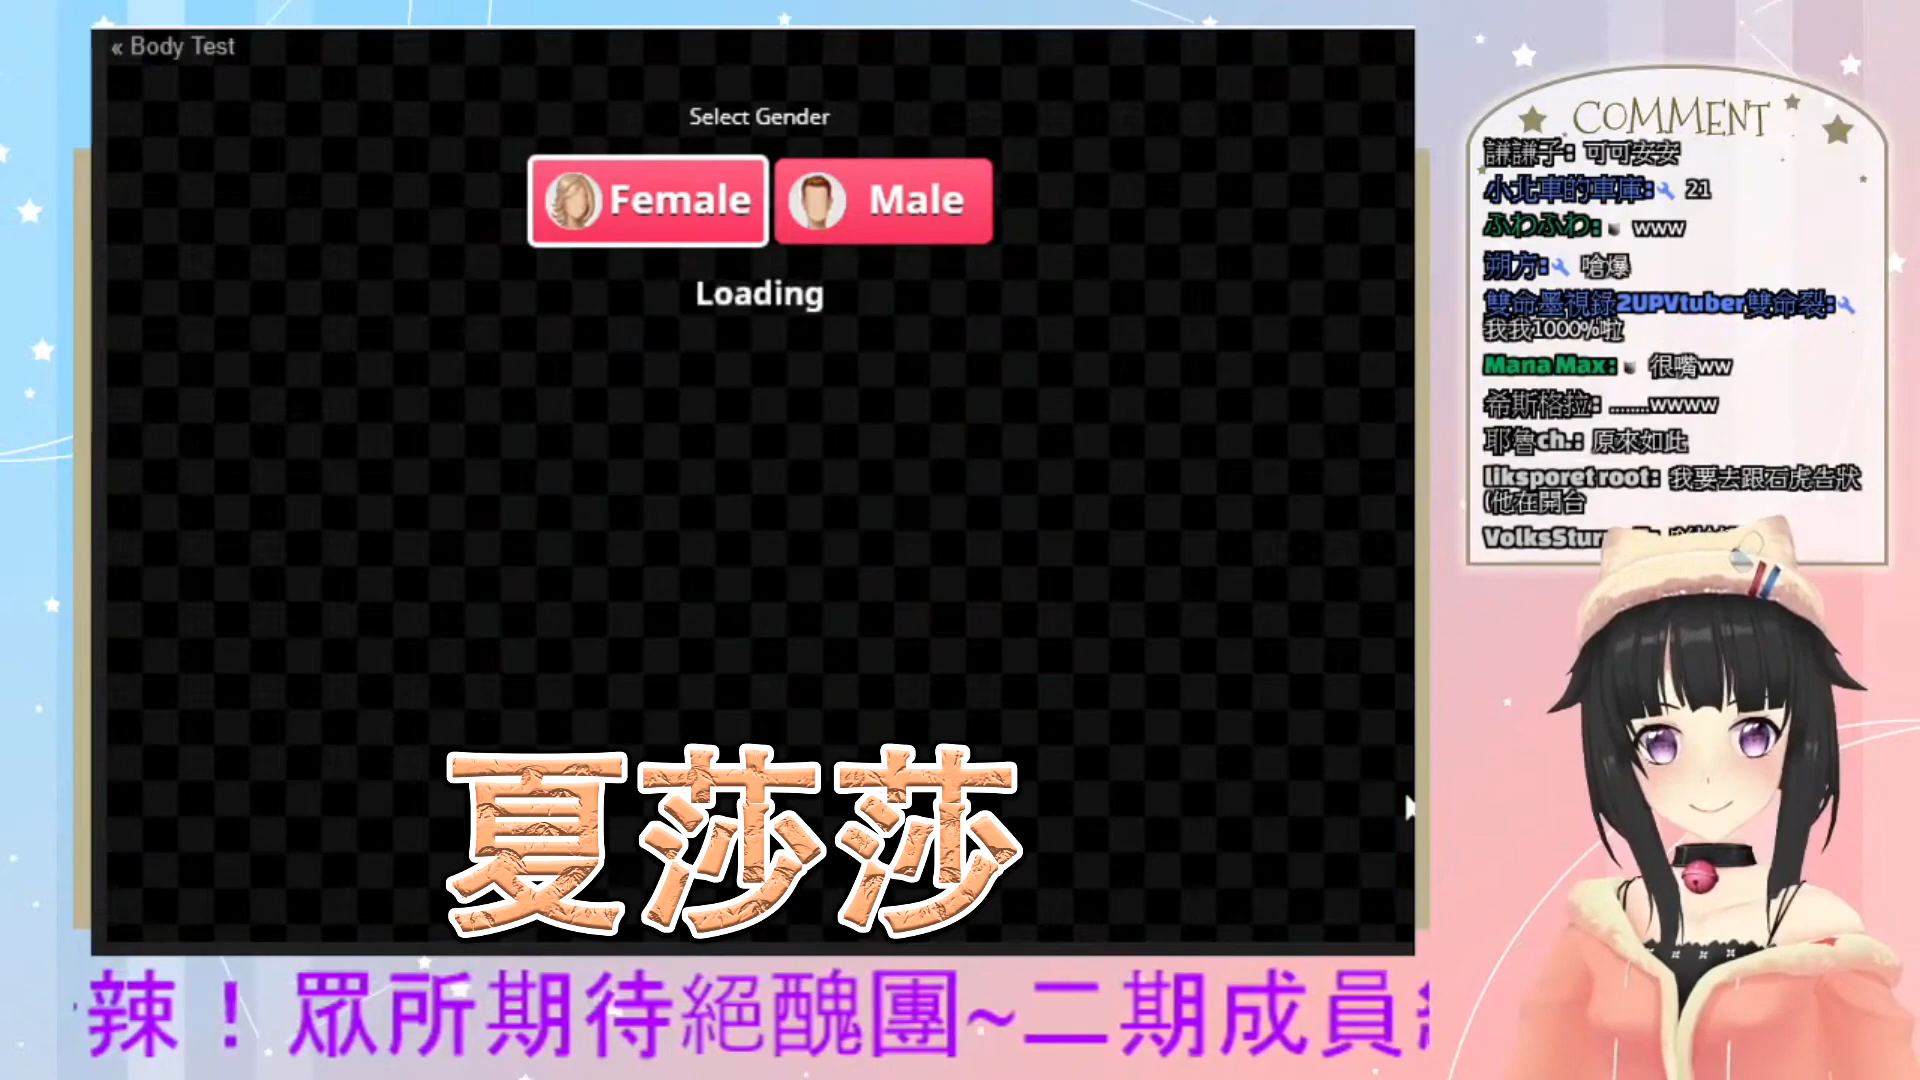 « Body Test
Select Gender
Female
Male
Loading
夏莎莎
辣！眾所期待絕醜團~二期成員
COMMENT
謙謙子: 可可安安
小北車的車庫: 21
ふわふわ: www
朔方: 嗆爆
雙命墨視錄2UPVtuber雙命裂:
我我1000%啦
Mana Max: 很嘴ww
希斯格拉: ........wwww
耶魯ch.: 原來如此
liksporet root: 我要去跟石虎告狀
(他在開台